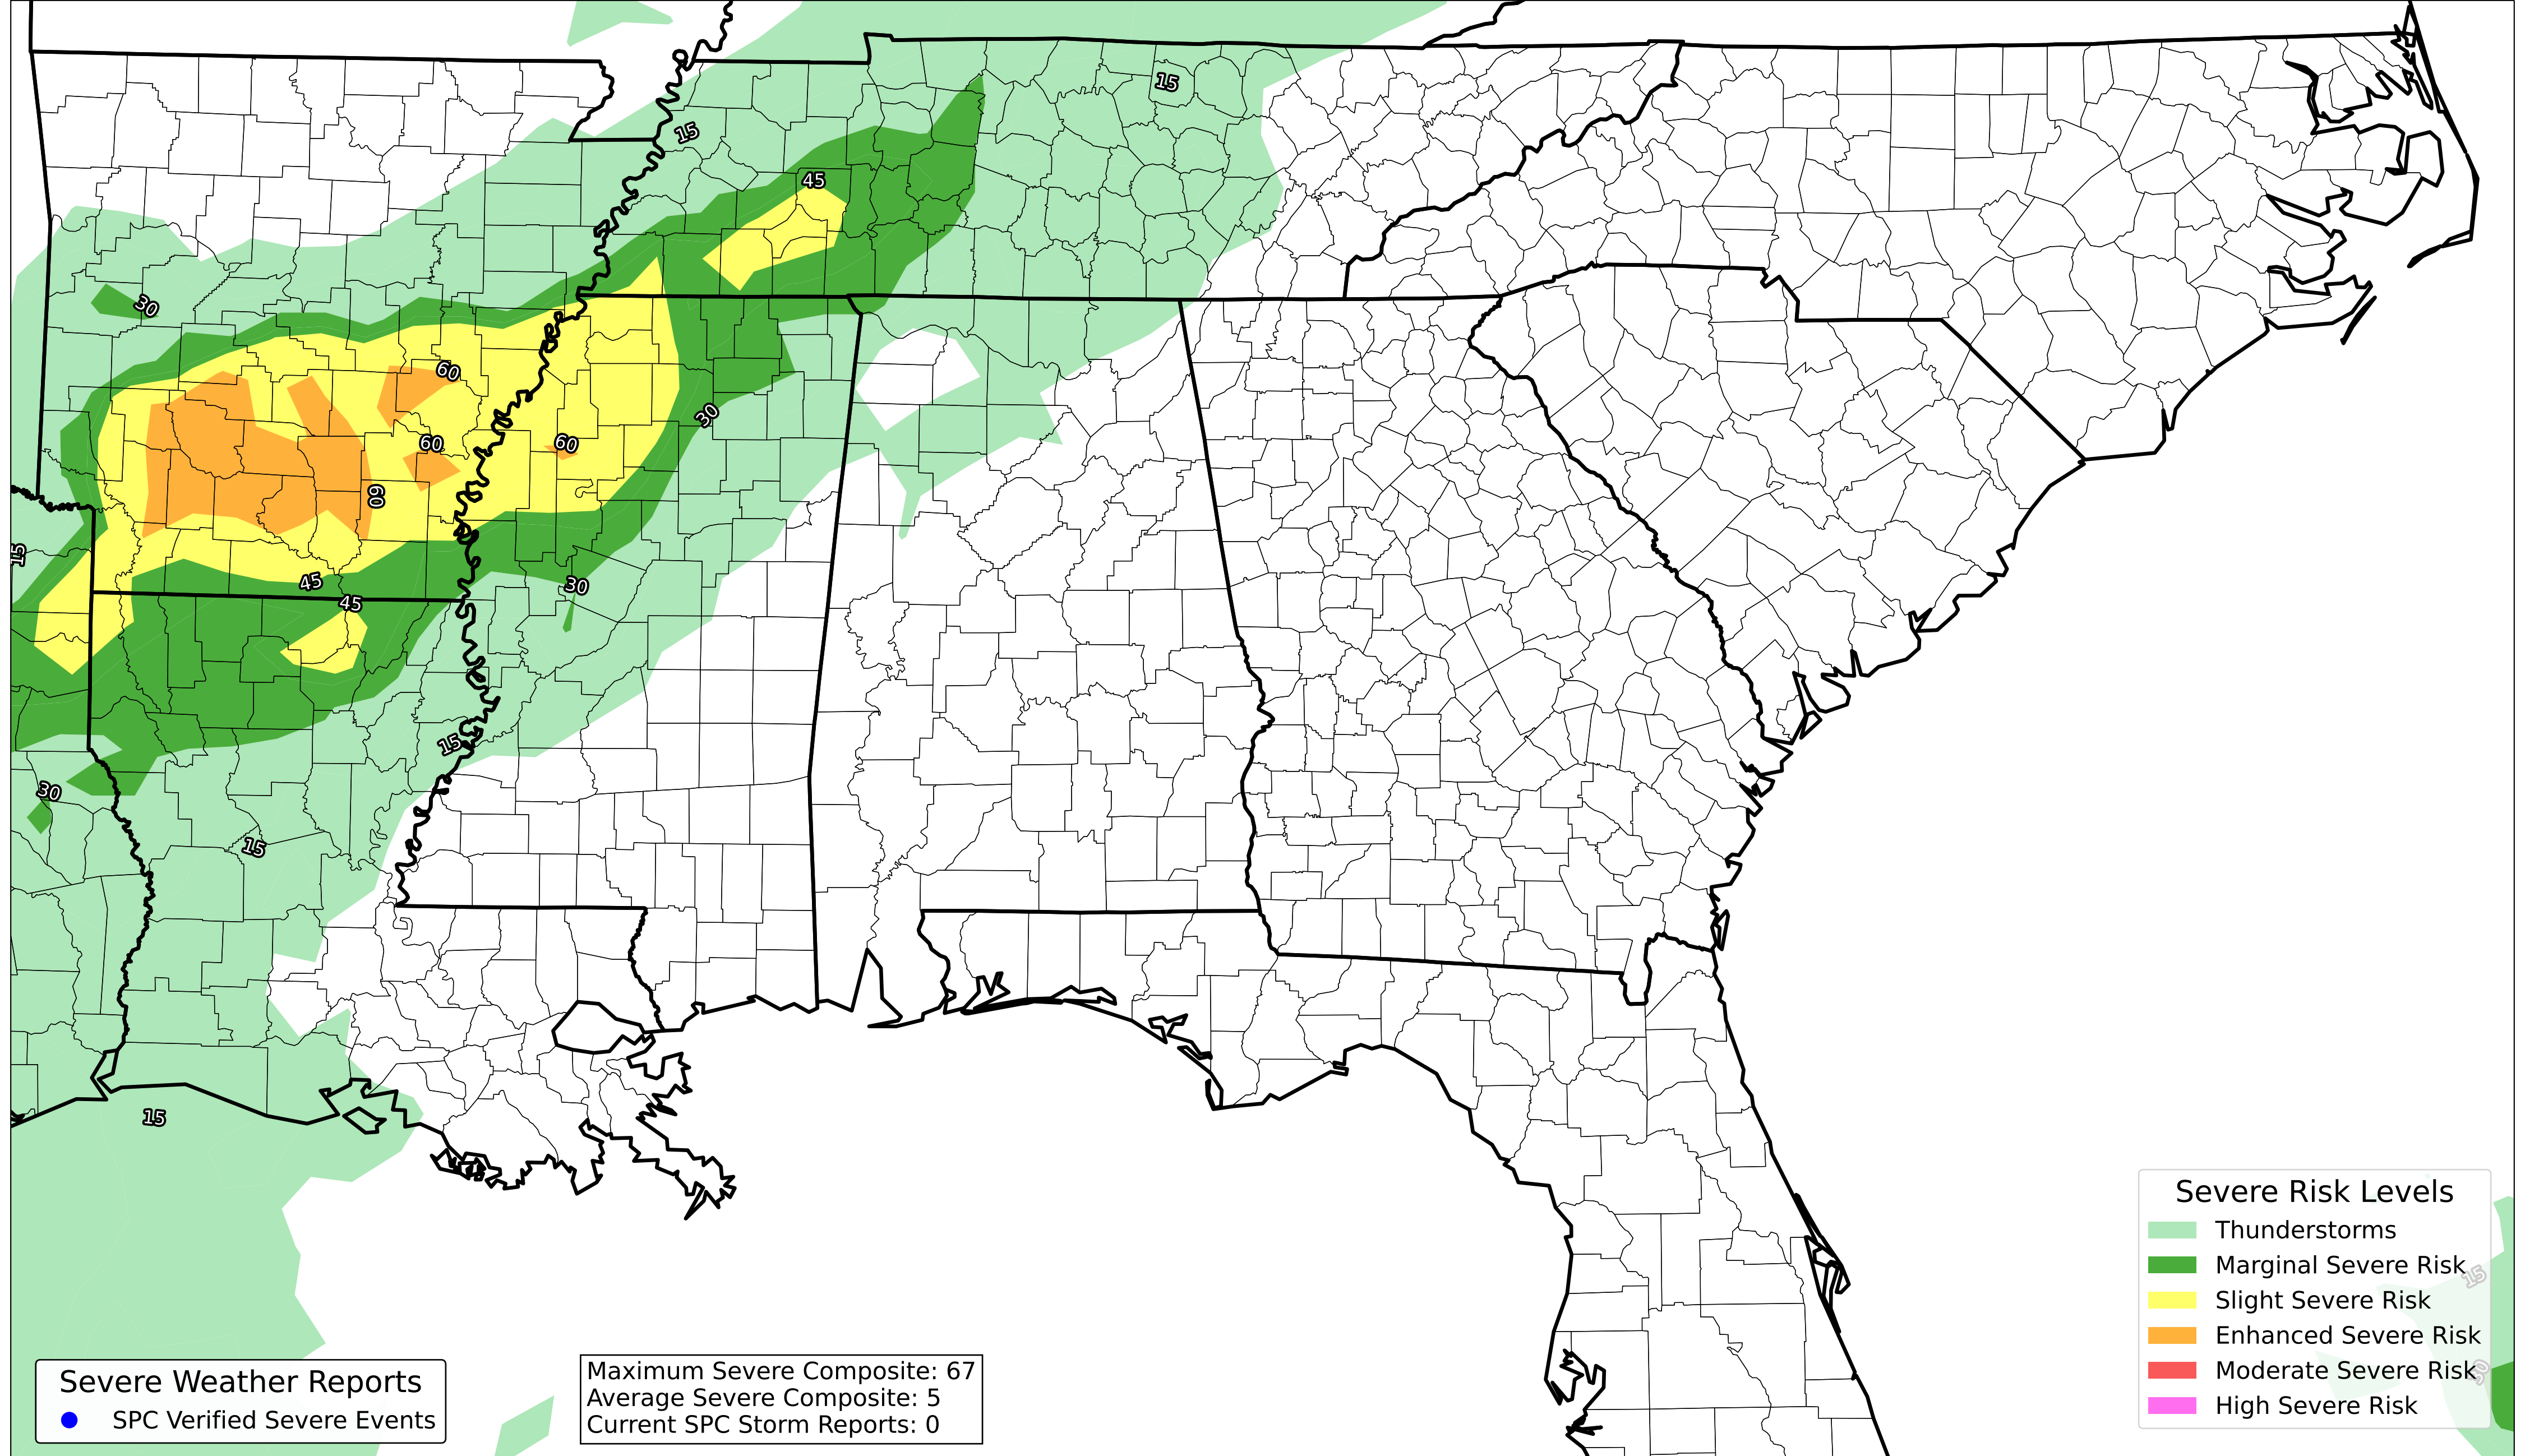 15
15
45
30
60
30
60
60
60
15
45
30
45
15
30
15
15
Severe Risk Levels
Thunderstorms
Marginal Severe Risk
15
Slight Severe Risk
Enhanced Severe Risk
Moderate Severe Risk
30
High Severe Risk
Severe Weather Reports
SPC Verified Severe Events
Maximum Severe Composite: 67
Average Severe Composite: 5
Current SPC Storm Reports: 0